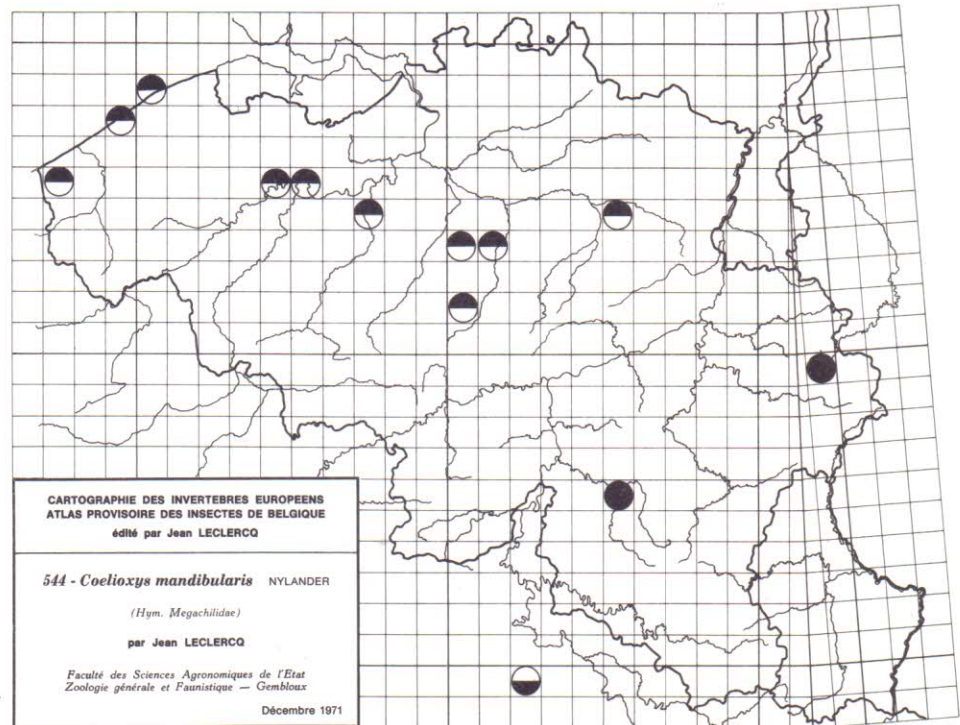 CARTOGRAPHIE DES INVERTEBRES EUROPEENS
ATLAS PROVISOIRE DES INSECTES DE BELGIQUE
édité par Jean LECLERCQ
544 - Coelioxys mandibularis NYLANDER
(Hym. Megachilidae)
par Jean LECLERCQ
Faculté des Sciences Agronomiques de l'Etat
Zoologie générale et Faunistique — Gembloux
Décembre 1971